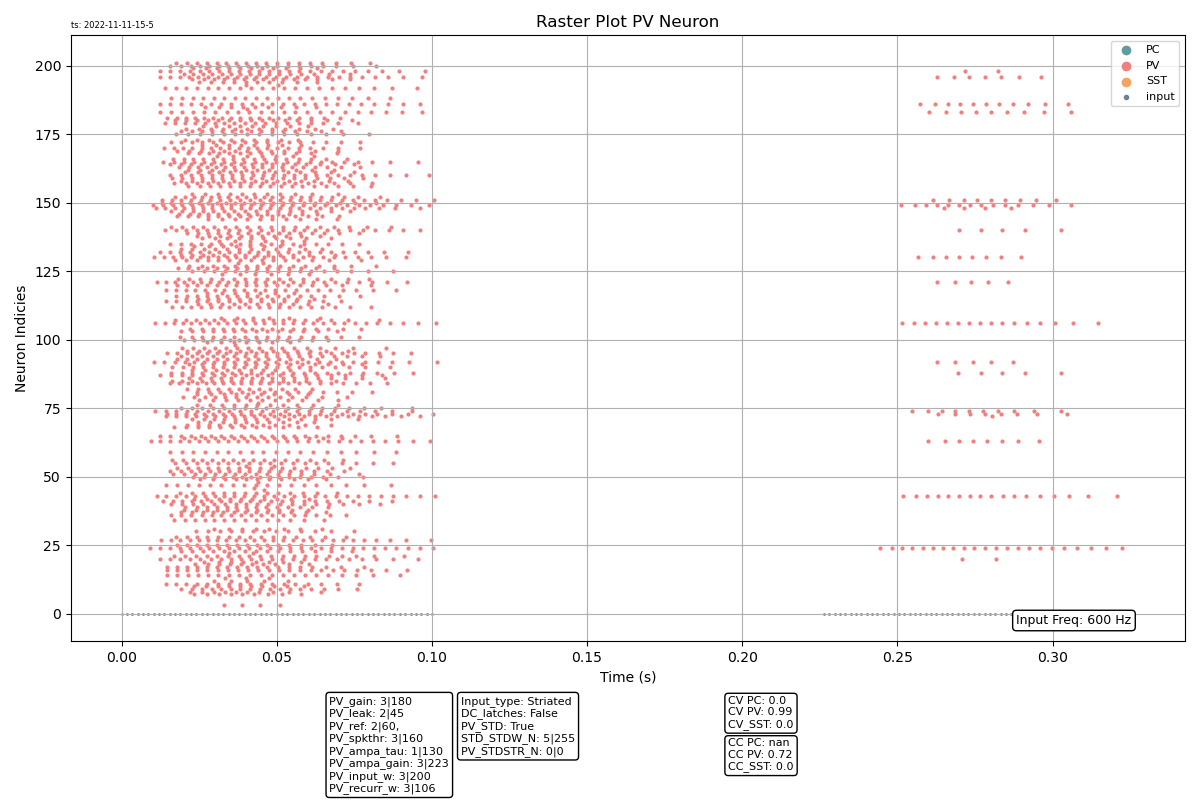 ts: 2022-11-11-15-5
Raster Plot PV Neuron
PC
PV
SST
input
200
175
150
125
100
75
50
25
0
Neuron Indicies
Input Freq: 600 Hz
0.00
0.05
0.10
0.15
0.20
0.25
0.30
Time (s)
PV_gain: 3|180
PV_leak: 2|45
PV_ref: 2|60,
PV_spkthr: 3|160
PV_ampa_tau: 1|130
PV_ampa_gain: 3|223
PV_input_w: 3|200
PV_recurr_w: 3|106
Input_type: Striated
DC_latches: False
PV_STD: True
STD_STDW_N: 5|255
PV_STDSTR_N: 0|0
CV PC: 0.0
CV PV: 0.99
CV_SST: 0.0
CC PC: nan
CC PV: 0.72
CC_SST: 0.0